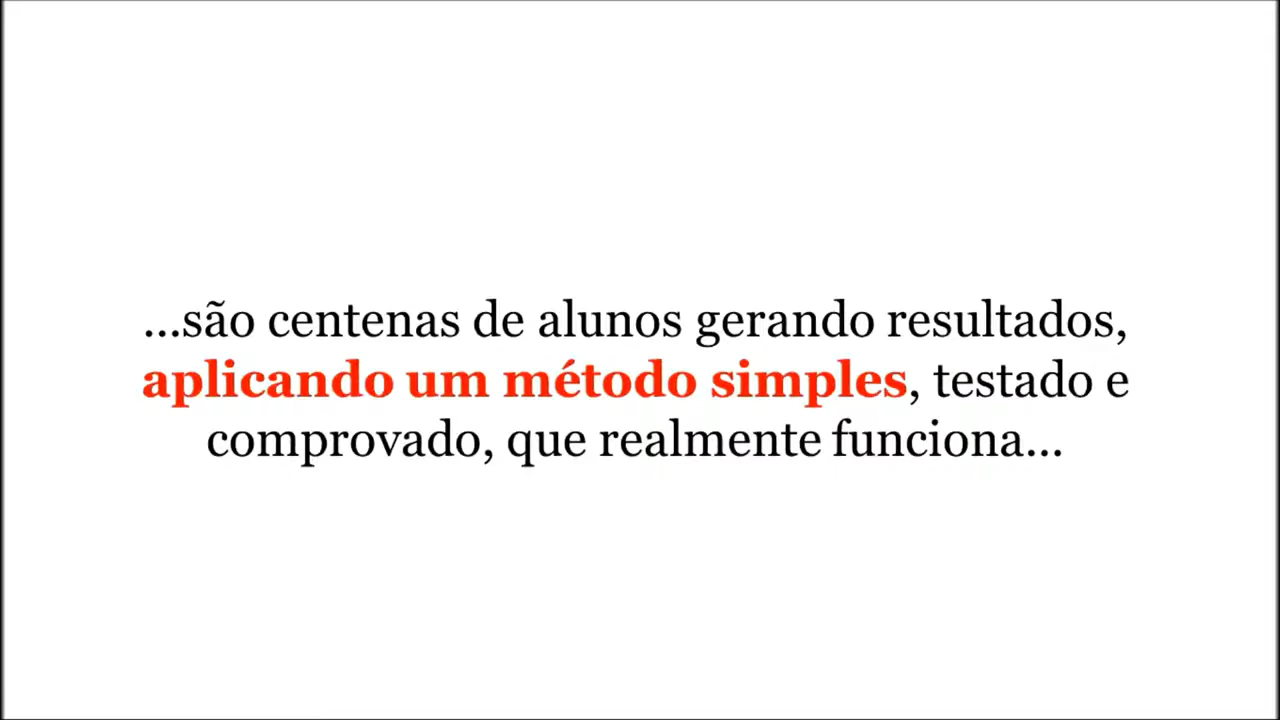 ...são centenas de alunos gerando resultados,
aplicando um método simples, testado e
comprovado, que realmente funciona...